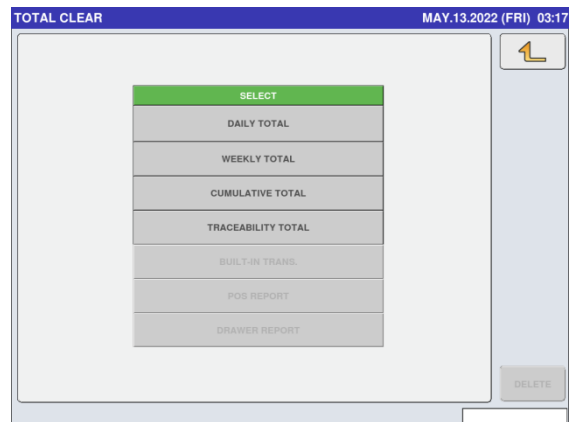 TOTAL CLEAR MAY.13.2022 (FRI) 03:17
SELECT
DAILY TOTAL
WEEKLY TOTAL
CUMULATIVE TOTAL
TRACEABILITY TOTAL
BUILT-IN TRANS.
POS REPORT
DRAWER REPORT
DELETE